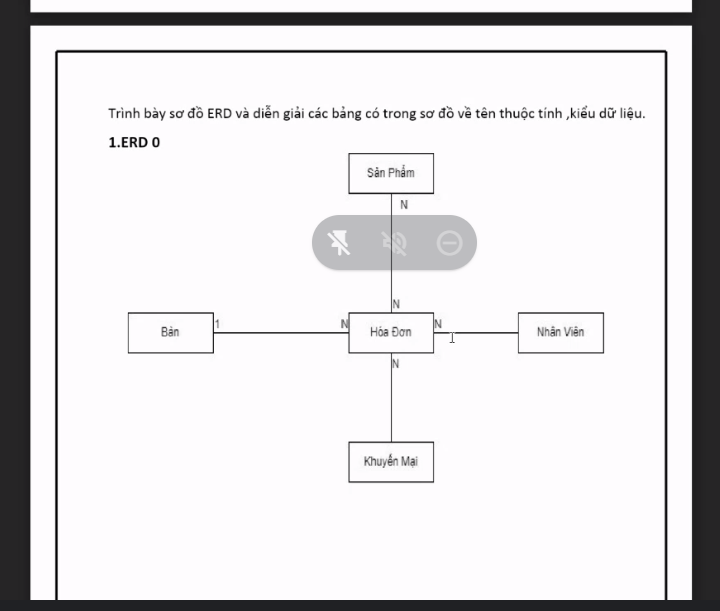 Trình bày sơ đồ ERD và diễn giải các bảng có trong sơ đồ về tên thuộc tính ,kiểu dữ liệu.
1.ERD 0
Sản Phẩm
N
N
Bàn
1
N
Hóa Đơn
N
Nhân Viên
N
Khuyến Mại